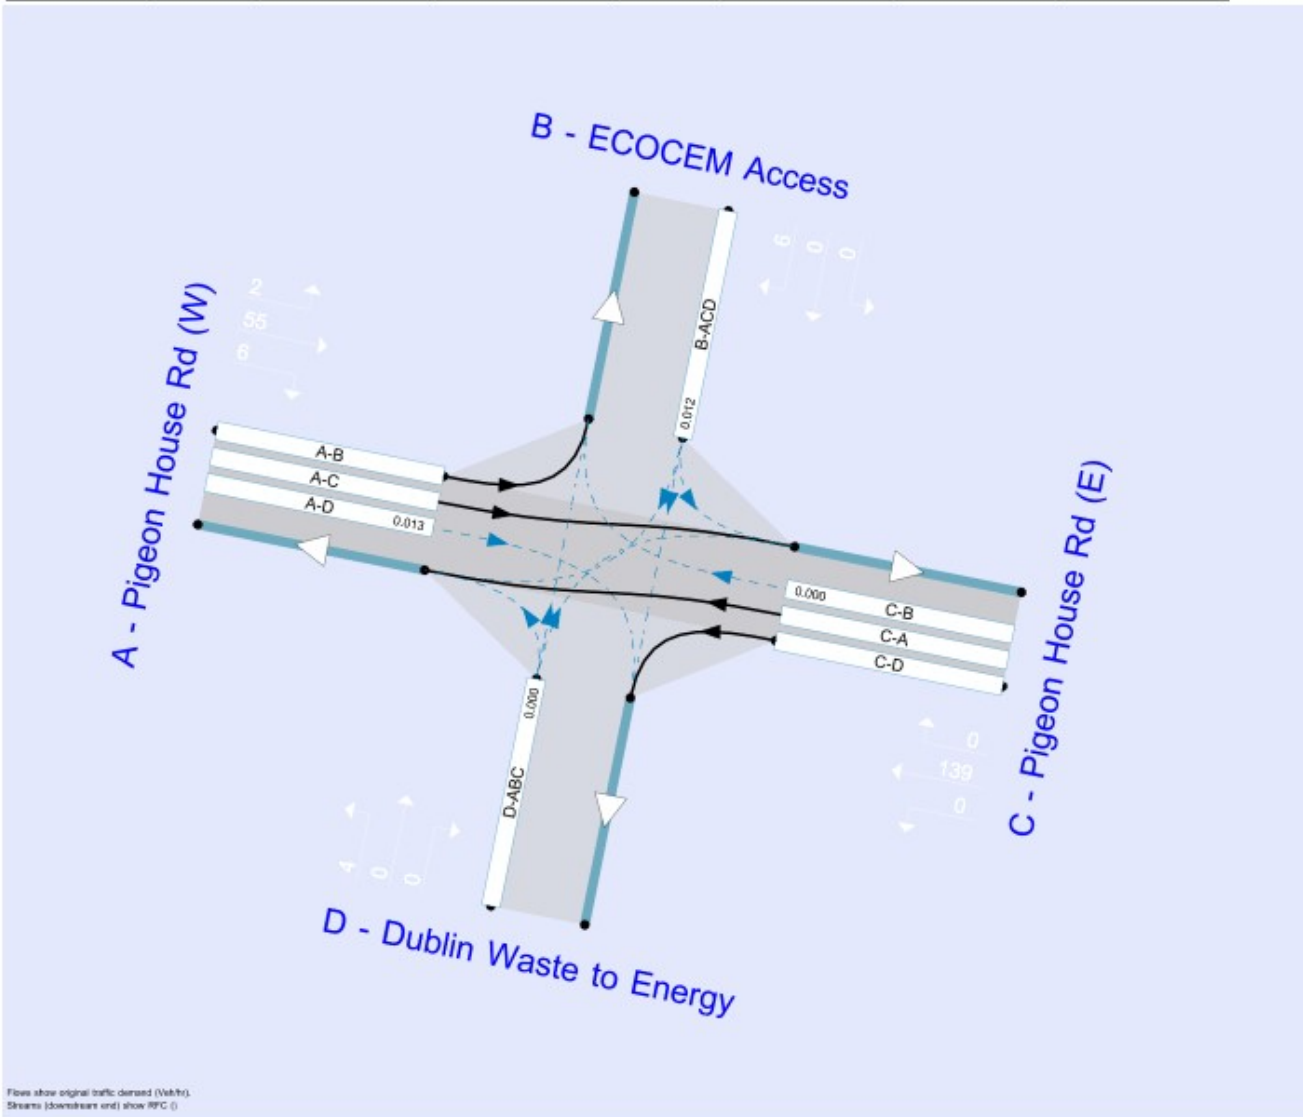 B - ECOCEM Access
6 0 0
B-ACD
0.012
A - Pigeon House Rd (W)
2
55
6
A-B
A-C
A-D 0.013
C - Pigeon House Rd (E)
0.000 C-B
C-A
C-D
0
139
0
0.000
D-ABC
4 0 0
D - Dublin Waste to Energy
Flows show original traffic demand (Veh/hr).
Streams (downstream end) show RFC ()